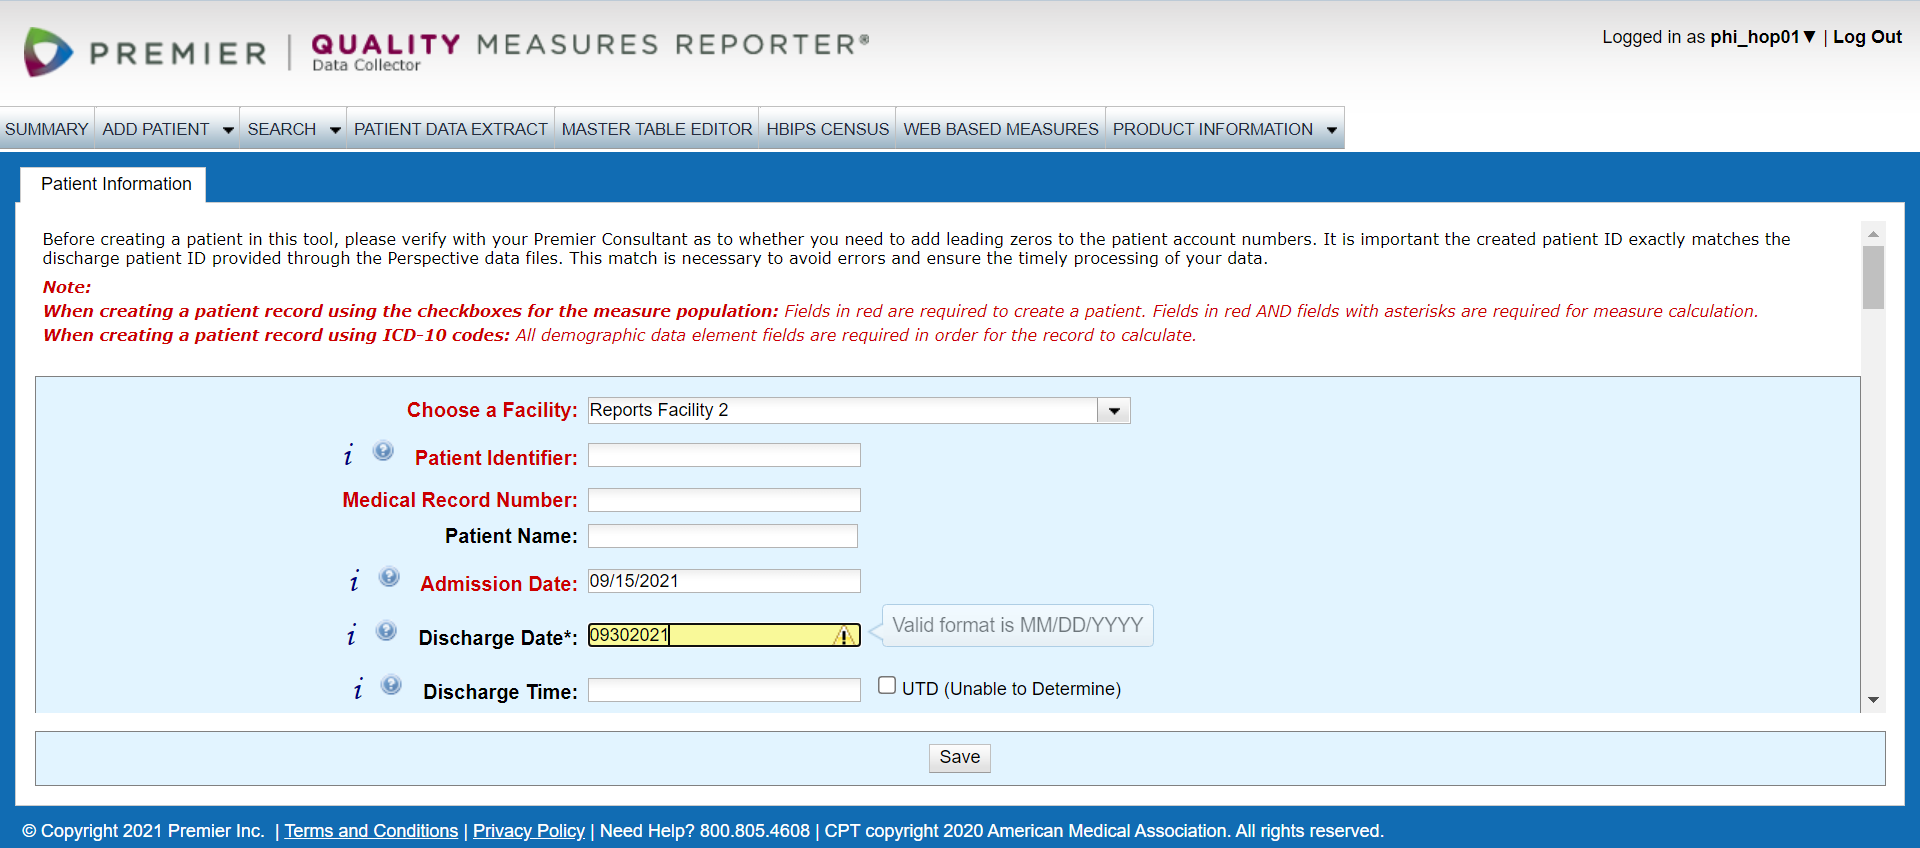 PREMIER | QUALITY MEASURES REPORTER®
Data Collector
Logged in as phi_hop01▼ | Log Out
SUMMARY ADD PATIENT SEARCH PATIENT DATA EXTRACT MASTER TABLE EDITOR HBIPS CENSUS WEB BASED MEASURES PRODUCT INFORMATION
Patient Information
Before creating a patient in this tool, please verify with your Premier Consultant as to whether you need to add leading zeros to the patient account numbers. It is important the created patient ID exactly matches the
discharge patient ID provided through the Perspective data files. This match is necessary to avoid errors and ensure the timely processing of your data.
Note:
When creating a patient record using the checkboxes for the measure population: Fields in red are required to create a patient. Fields in red AND fields with asterisks are required for measure calculation.
When creating a patient record using ICD-10 codes: All demographic data element fields are required in order for the record to calculate.
Choose a Facility: Reports Facility 2
i ? Patient Identifier:
Medical Record Number:
Patient Name:
i ? Admission Date: 09/15/2021
i ? Discharge Date*: 09302021 Valid format is MM/DD/YYYY
i ? Discharge Time: UTD (Unable to Determine)
Save
© Copyright 2021 Premier Inc. | Terms and Conditions | Privacy Policy | Need Help? 800.805.4608 | CPT copyright 2020 American Medical Association. All rights reserved.